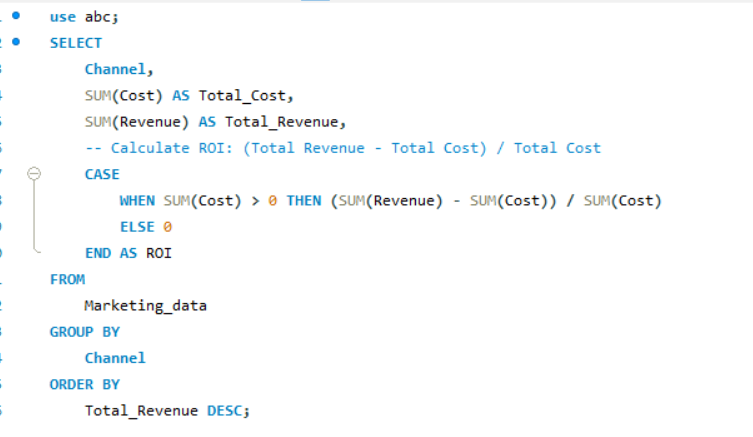 use abc;
SELECT
Channel,
SUM(Cost) AS Total_Cost,
SUM(Revenue) AS Total_Revenue,
-- Calculate ROI: (Total Revenue - Total Cost) / Total Cost
CASE
WHEN SUM(Cost) > 0 THEN (SUM(Revenue) - SUM(Cost)) / SUM(Cost)
ELSE 0
END AS ROI
FROM
Marketing_data
GROUP BY
Channel
ORDER BY
Total_Revenue DESC;